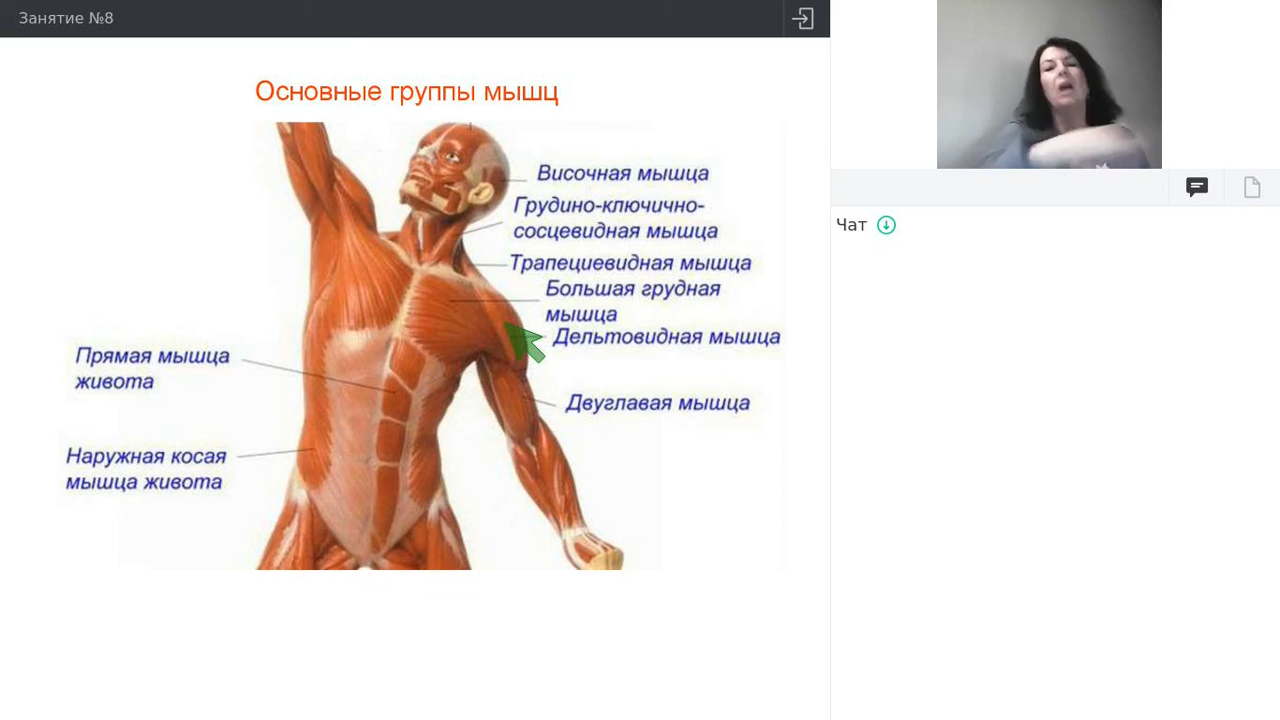 Занятие №8
Основные группы мышц
Височная мышца
Грудино-ключично-
сосцевидная мышца
Трапециевидная мышца
Большая грудная
мышца
Дельтовидная мышца
Прямая мышца
живота
Двуглавая мышца
Наружная косая
мышца живота
Чат